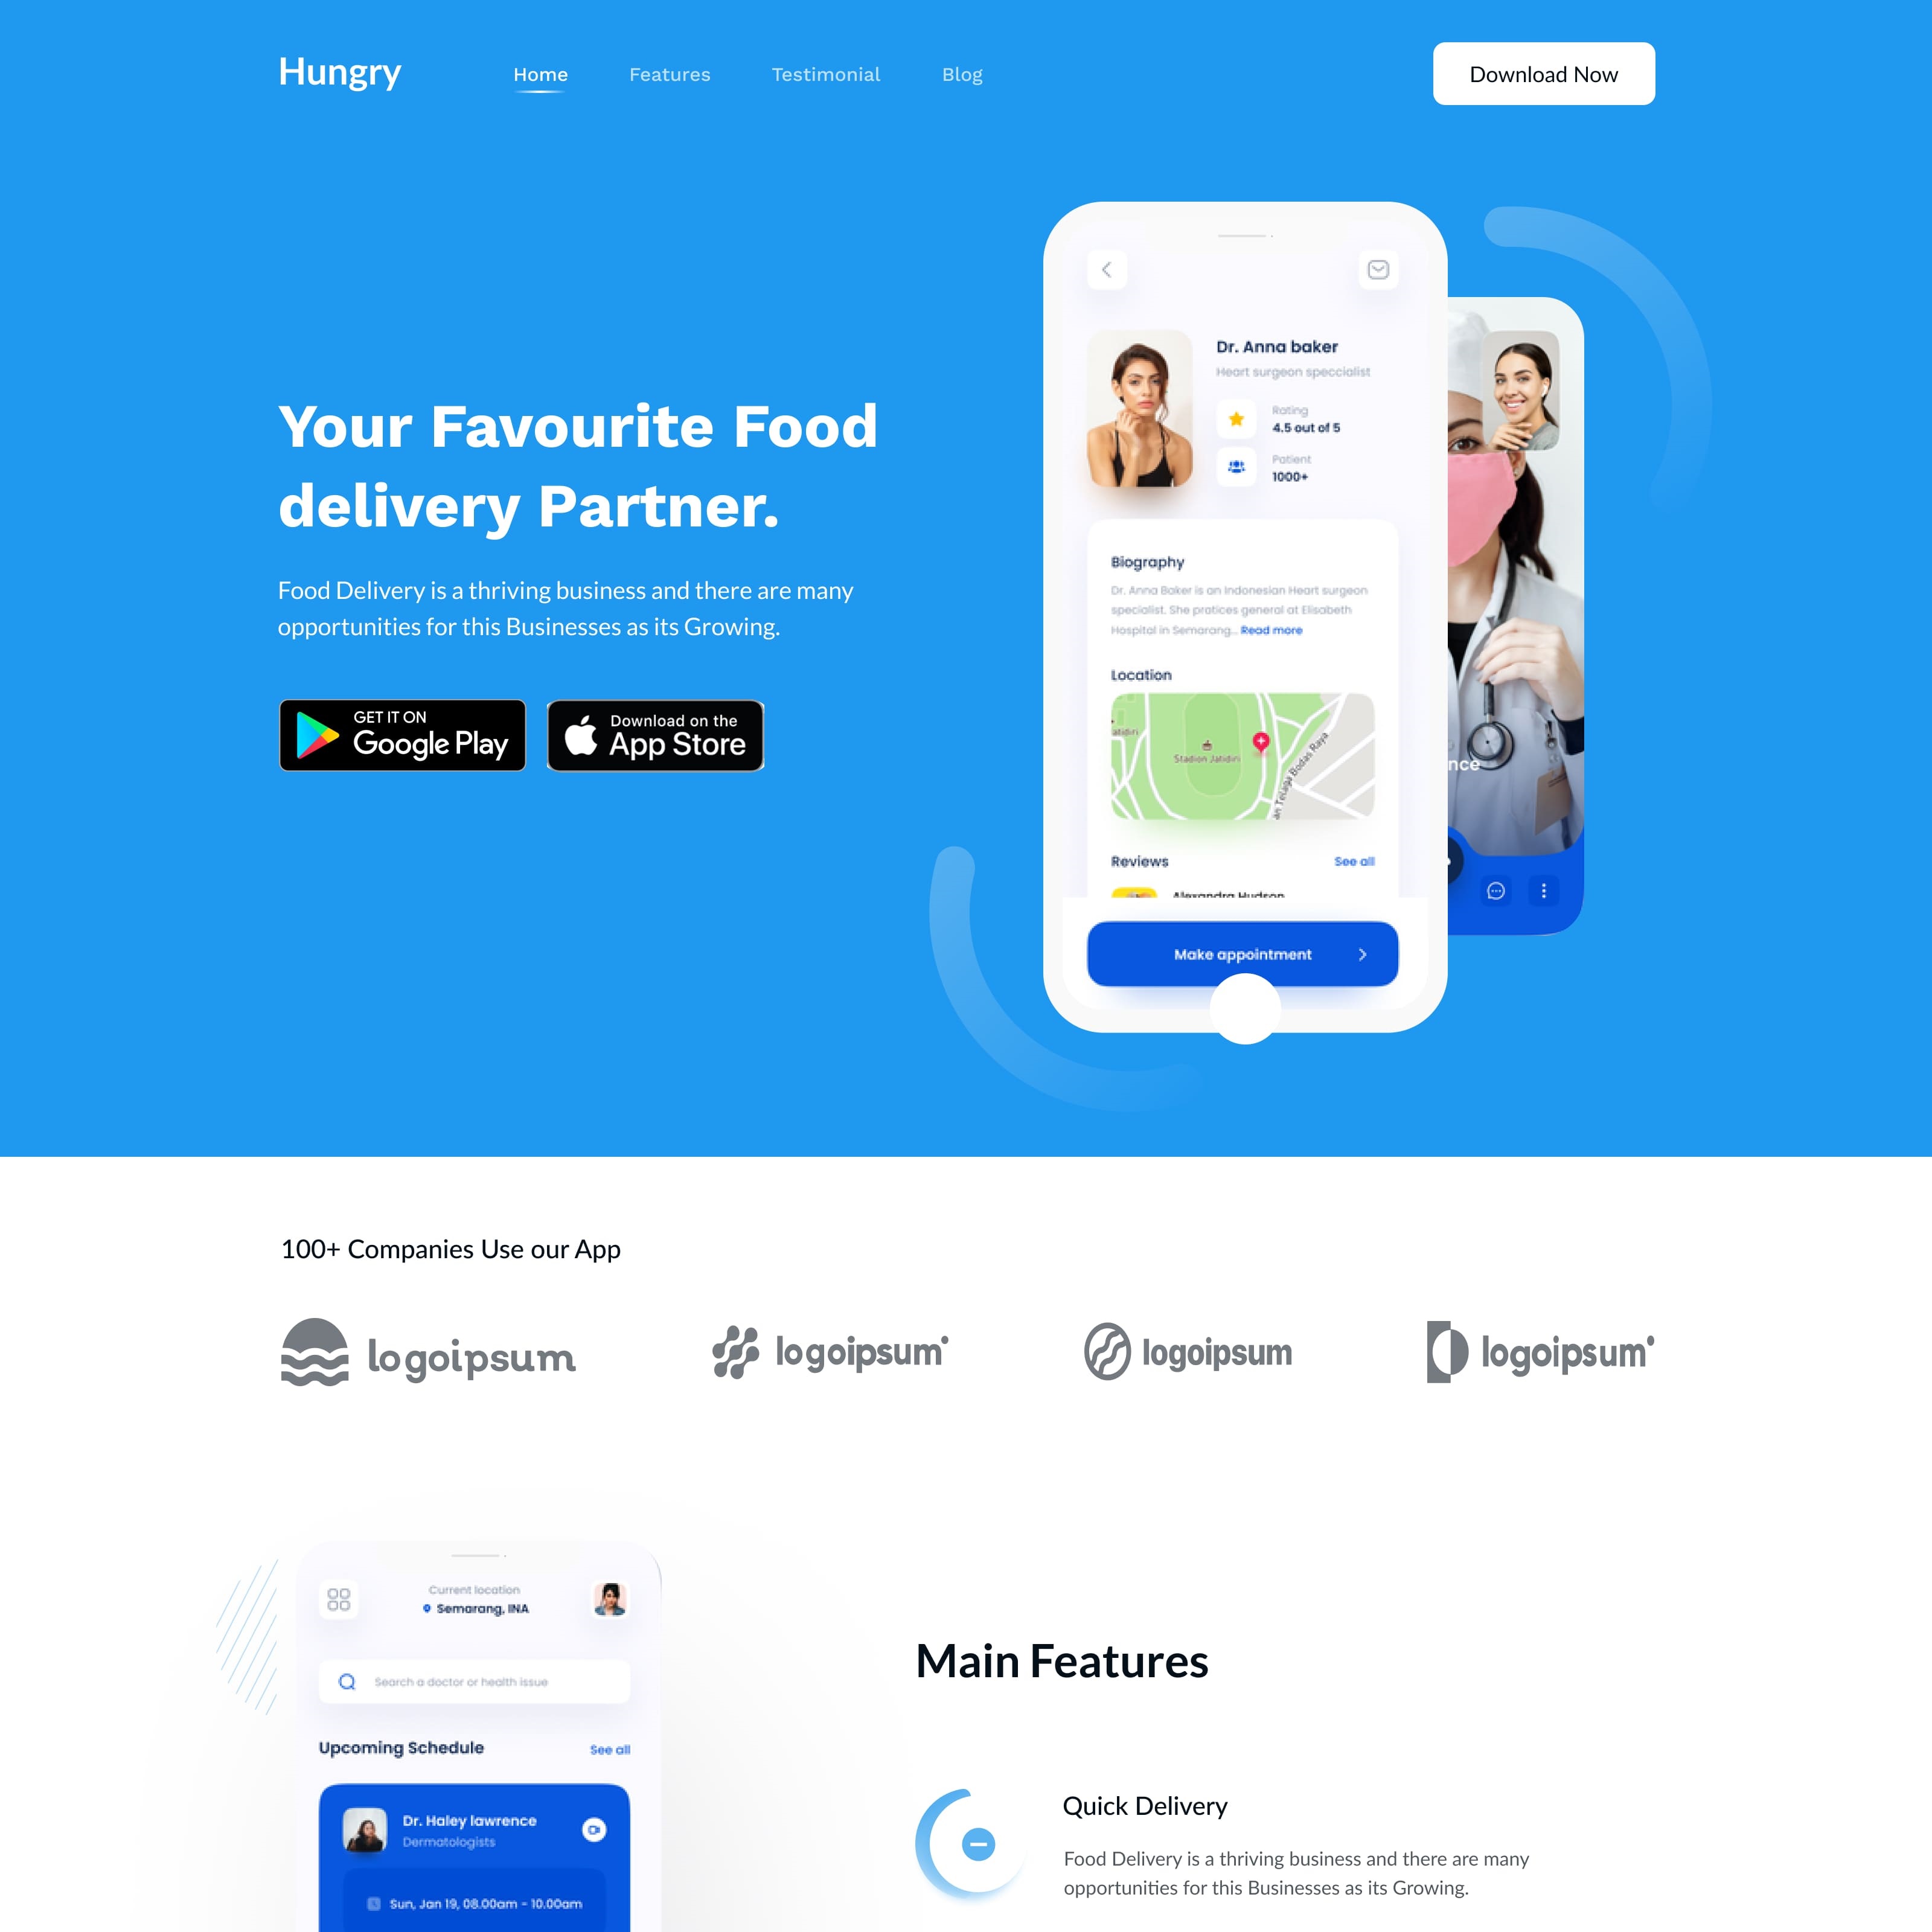 Hungry
Home
Features
Testimonial
Blog
Download Now
Your Favourite Food
delivery Partner.
Food Delivery is a thriving business and there are many
opportunities for this Businesses as its Growing.
GET IT ON
Google Play
Download on the
App Store
Dr. Anna baker
Heart surgeon speccialist
Rating
4.5 out of 5
Patient
1000+
Biography
Dr. Anna Baker is an Indonesian Heart surgeon
specialist. She pratices general at Elisabeth
Hospital in Semarang... Read more
Location
atidiri
Stadion Jatidiri
an Telaga Bodas Raya
Reviews
See all
Alexandra Hudson
Make appointment
nce
100+ Companies Use our App
logoipsum
logoipsum
logoipsum
logoipsum
Current location
Semarang, INA
Search a doctor or health issue
Upcoming Schedule
See all
Dr. Haley lawrence
Dermatologists
Sun, Jan 19, 08.00am - 10.00am
Main Features
Quick Delivery
Food Delivery is a thriving business and there are many
opportunities for this Businesses as its Growing.